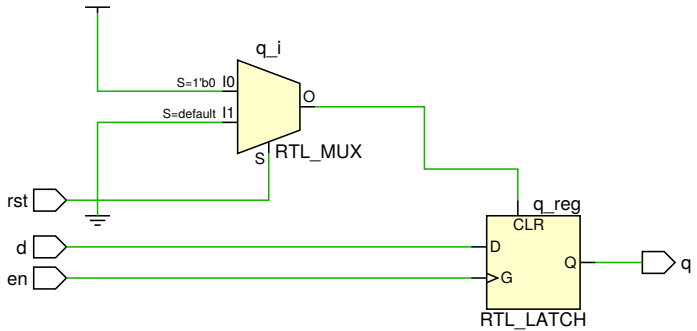 q_i
S=1'b0 I0
O
S=default I1
S
RTL_MUX
rst
q_reg
CLR
d
D
Q
q
en
G
RTL_LATCH